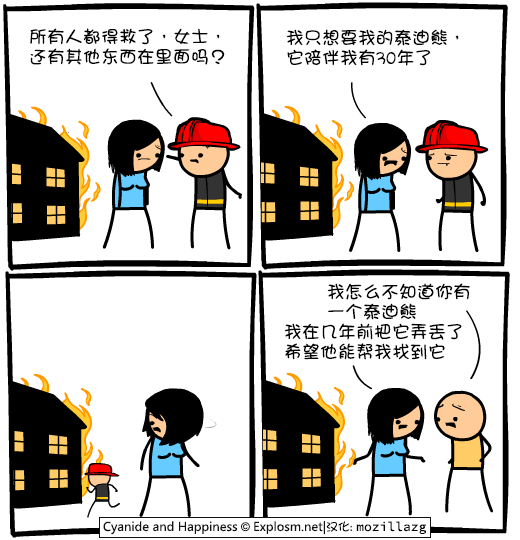 所有人都得救了，女士，
还有其他东西在里面吗？
我只想要我的泰迪熊，
它陪伴我有30年了
我怎么不知道你有
一个泰迪熊
我在几年前把它弄丢了
希望他能帮我找到它
Cyanide and Happiness © Explosm.net|汉化: mozillazg